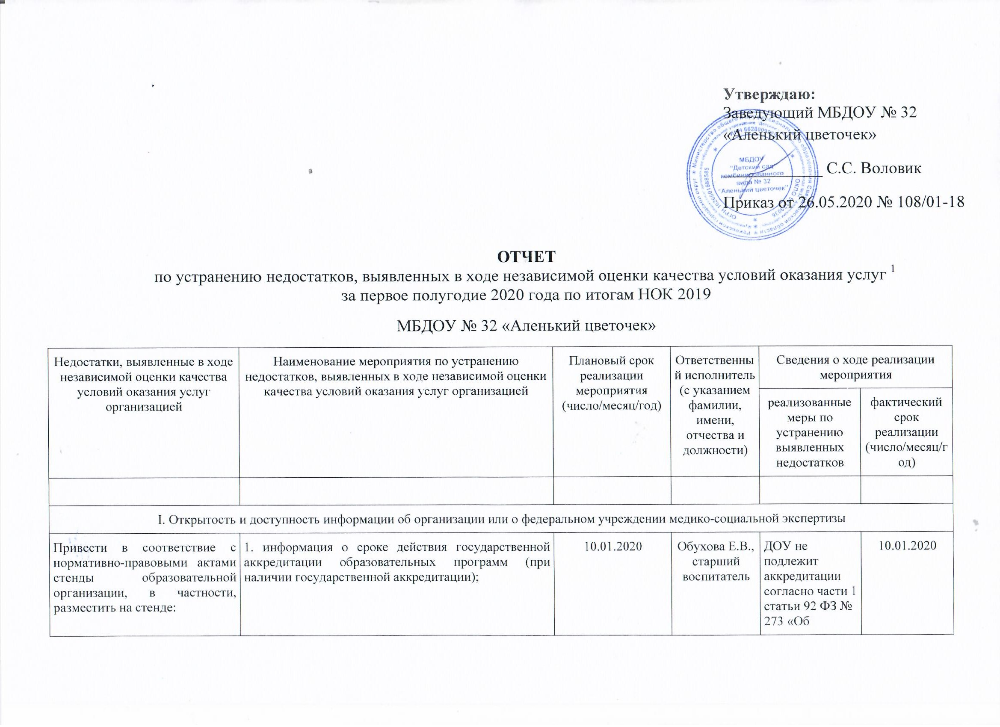 Утверждаю:
Заведующий МБДОУ № 32
«Аленький цветочек»
С.С. Воловик
Приказ от 26.05.2020 № 108/01-18
МБДОУ
"Детский сад
комбинированного
вида № 32
"Аленький цветочек"
ОТЧЕТ
по устранению недостатков, выявленных в ходе независимой оценки качества условий оказания услуг 1
за первое полугодие 2020 года по итогам НОК 2019
МБДОУ № 32 «Аленький цветочек»
Недостатки, выявленные в ходе
независимой оценки качества
условий оказания услуг
организацией
Наименование мероприятия по устранению
недостатков, выявленных в ходе независимой оценки
качества условий оказания услуг организацией
Плановый срок
реализации
мероприятия
(число/месяц/год)
Ответственны
й исполнитель
(с указанием
фамилии,
имени,
отчества и
должности)
Сведения о ходе реализации
мероприятия
реализованные
меры по
устранению
выявленных
недостатков
фактический
срок
реализации
(число/месяц/г
од)
I. Открытость и доступность информации об организации или о федеральном учреждении медико-социальной экспертизы
Привести в соответствие с
нормативно-правовыми актами
стенды образовательной
организации, в частности,
разместить на стенде:
1. информация о сроке действия государственной
аккредитации образовательных программ (при
наличии государственной аккредитации);
10.01.2020
Обухова Е.В.,
старший
воспитатель
ДОУ не
подлежит
аккредитации
согласно части 1
статьи 92 ФЗ №
273 «Об
10.01.2020